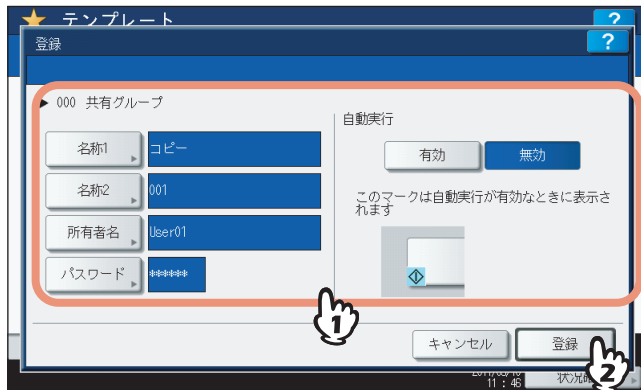 テンプレート
?
登録
?
000 共有グループ
名称1
コピー
名称2
001
所有者名
User01
パスワード
******
自動実行
有効
無効
このマークは自動実行が有効なときに表示さ
れます
1
キャンセル
登録
2
11 : 46